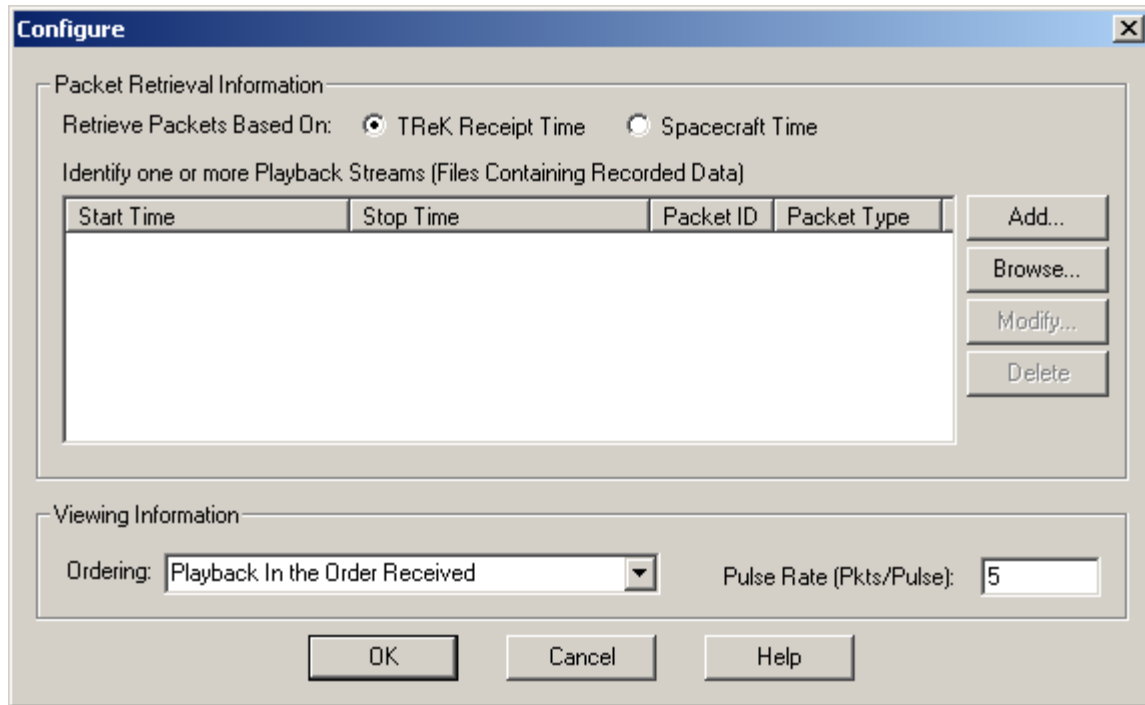 Configure
Packet Retrieval Information
Retrieve Packets Based On: TReK Receipt Time Spacecraft Time
Identify one or more Playback Streams (Files Containing Recorded Data)
Start Time Stop Time Packet ID Packet Type
Add...
Browse...
Modify...
Delete
Viewing Information
Ordering: Playback In the Order Received Pulse Rate (Pkts/Pulse): 5
OK Cancel Help